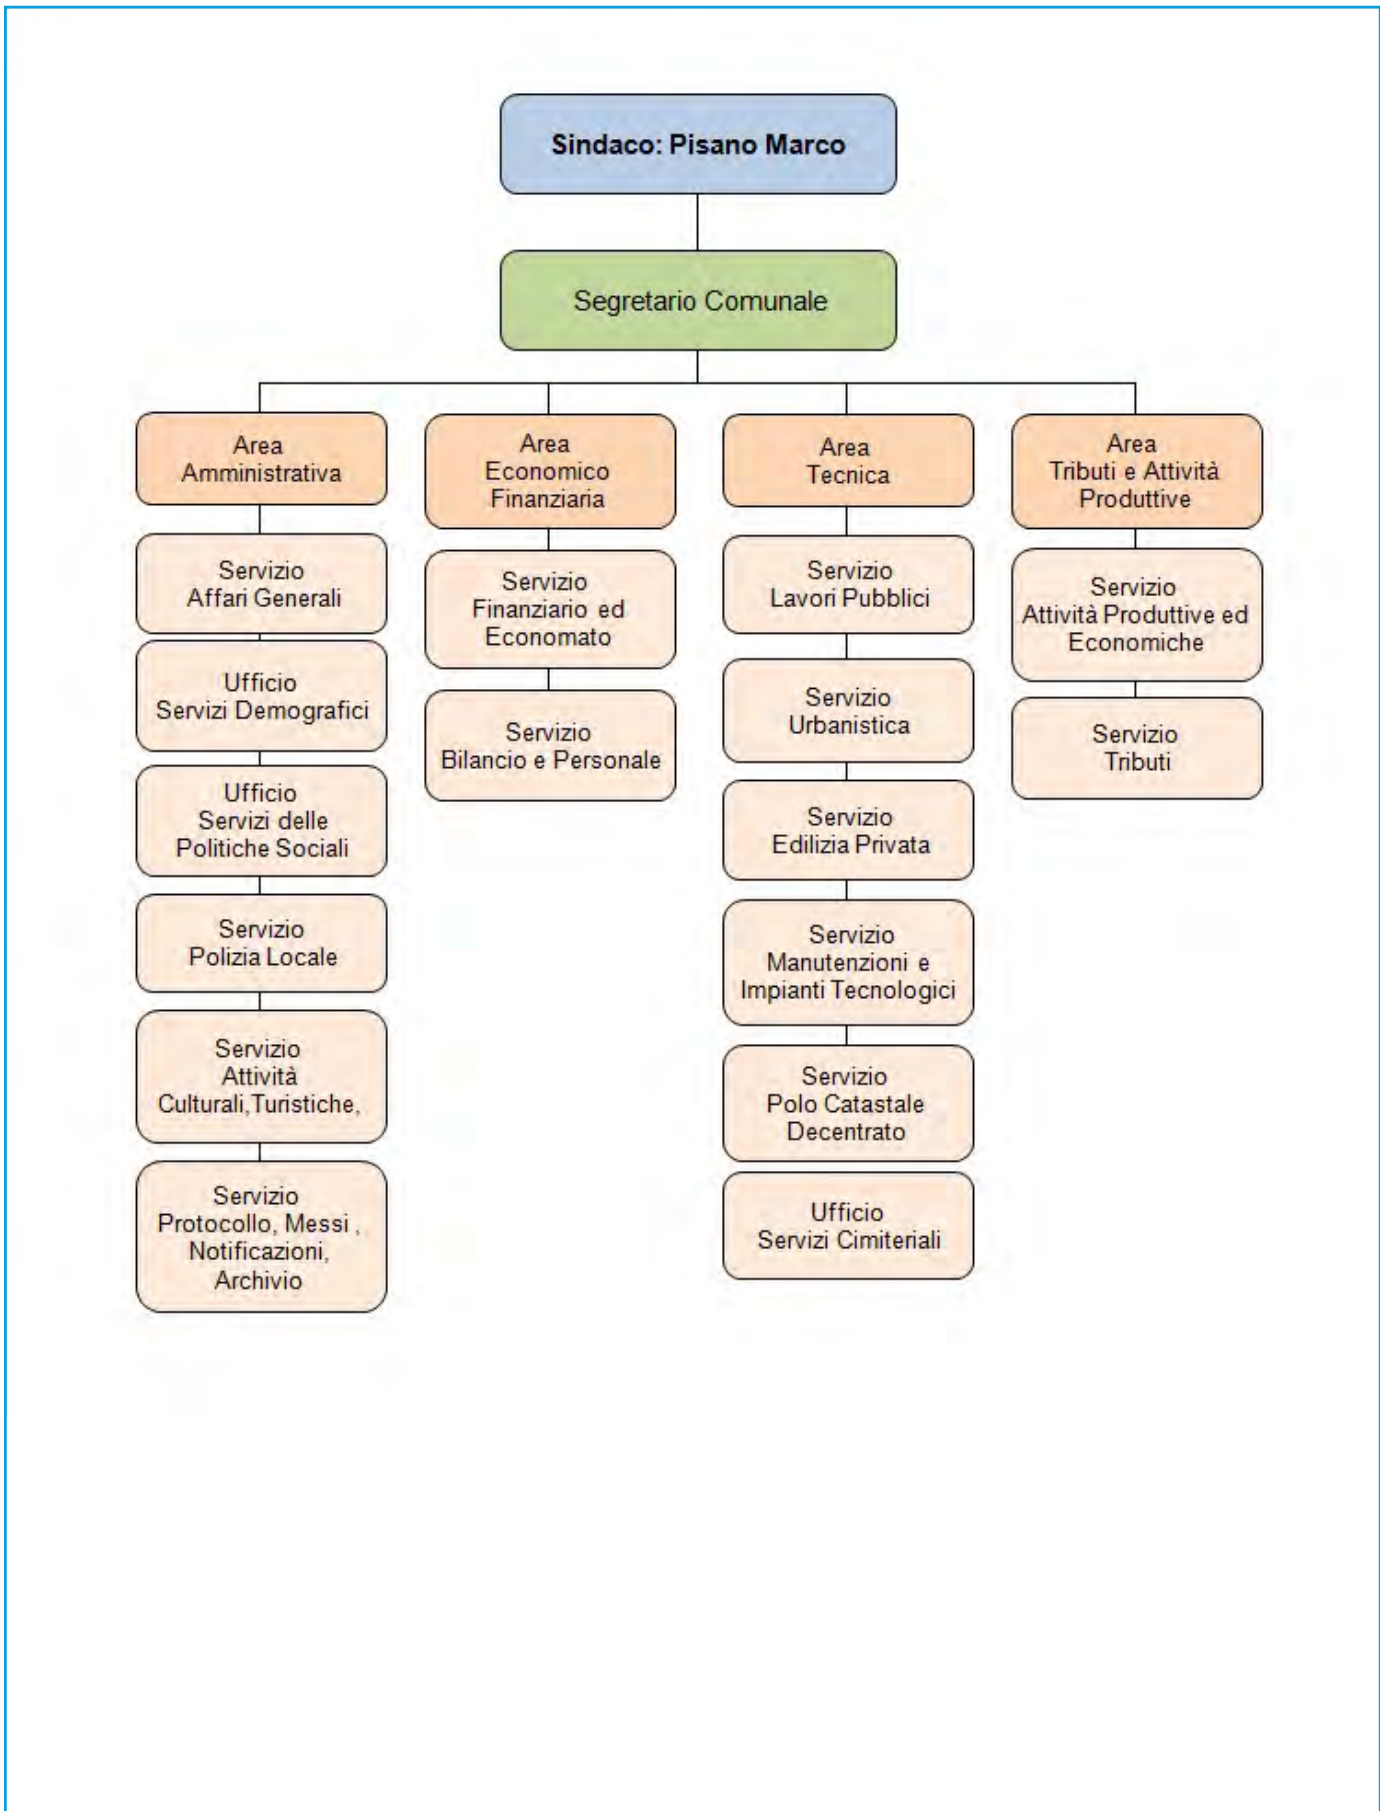 Sindaco: Pisano Marco
Segretario Comunale
Area
Amministrativa
Servizio
Affari Generali
Ufficio
Servizi Demografici
Ufficio
Servizi delle
Politiche Sociali
Servizio
Polizia Locale
Servizio
Attività
Culturali,Turistiche,
Servizio
Protocollo, Messi ,
Notificazioni,
Archivio
Area
Economico
Finanziaria
Servizio
Finanziario ed
Economato
Servizio
Bilancio e Personale
Area
Tecnica
Servizio
Lavori Pubblici
Servizio
Urbanistica
Servizio
Edilizia Privata
Servizio
Manutenzioni e
Impianti Tecnologici
Servizio
Polo Catastale
Decentrato
Ufficio
Servizi Cimiteriali
Area
Tributi e Attività
Produttive
Servizio
Attività Produttive ed
Economiche
Servizio
Tributi